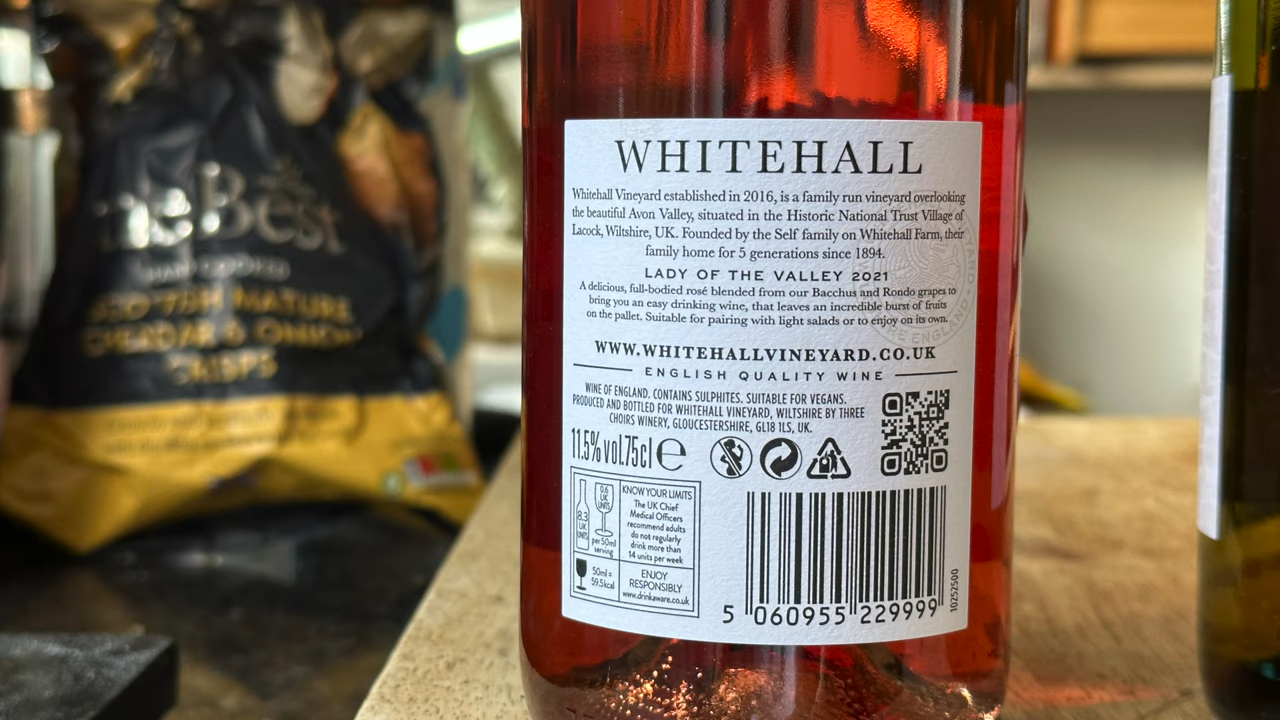 WHITEHALL
Whitehall Vineyard established in 2016, is a family run vineyard overlooking
the beautiful Avon Valley, situated in the Historic National Trust Village of
Lacock, Wiltshire, UK. Founded by the Self family on Whitehall Farm, their
family home for 5 generations since 1894.
LADY OF THE VALLEY 2021
A delicious, full-bodied rosé blended from our Bacchus and Rondo grapes to
bring you an easy drinking wine, that leaves an incredible burst of fruits
on the pallet. Suitable for pairing with light salads or to enjoy on its own.
WWW.WHITEHALLVINEYARD.CO.UK
ENGLISH QUALITY WINE
WINE OF ENGLAND. CONTAINS SULPHITES. SUITABLE FOR VEGANS.
PRODUCED AND BOTTLED FOR WHITEHALL VINEYARD, WILTSHIRE BY THREE
CHOIRS WINERY, GLOUCESTERSHIRE, GL18 1LS, UK.
11.5% vol.75cl e
8.3
UK
UNITS
0.6
UK
UNITS
per 50ml
serving
KNOW YOUR LIMITS
The UK Chief
Medical Officers
recommend adults
do not regularly
drink more than
14 units per week
50ml =
59.5kcal
ENJOY
RESPONSIBLY
www.drinkaware.co.uk
5 060955 229999
10252500
the Best
HAND COOKED
CHEDDAR & ONION
CRISPS